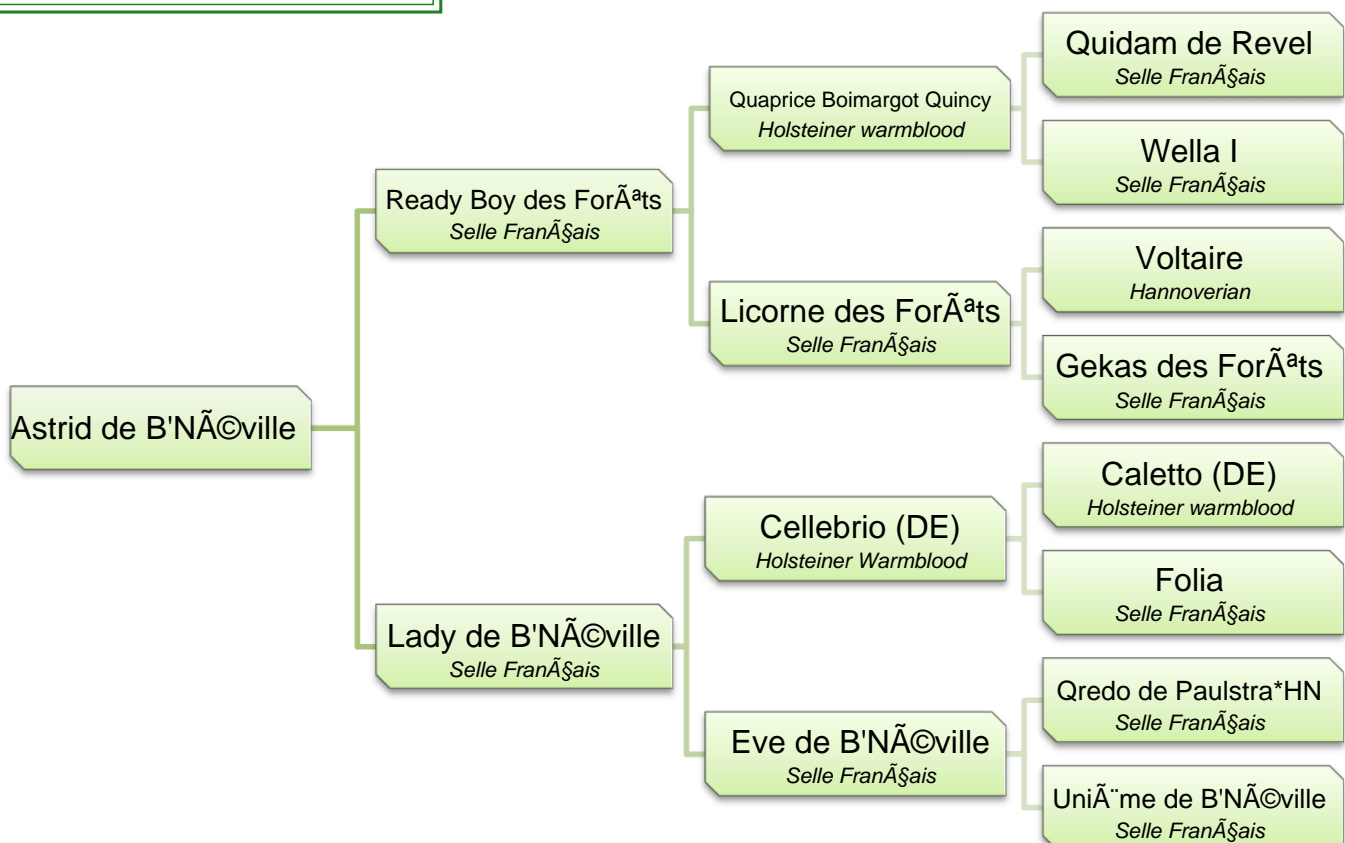 Quidam de Revel
Selle FranÃ§ais
Quaprice Boimargot Quincy
Holsteiner warmblood
Wella I
Selle FranÃ§ais
Ready Boy des ForÃªts
Selle FranÃ§ais
Voltaire
Hannoverian
Licorne des ForÃªts
Selle FranÃ§ais
Gekas des ForÃªts
Selle FranÃ§ais
Astrid de B'NÃ©ville
Caletto (DE)
Holsteiner warmblood
Cellebrio (DE)
Holsteiner Warmblood
Folia
Selle FranÃ§ais
Lady de B'NÃ©ville
Selle FranÃ§ais
Qredo de Paulstra*HN
Selle FranÃ§ais
Eve de B'NÃ©ville
Selle FranÃ§ais
UniÃ¨me de B'NÃ©ville
Selle FranÃ§ais